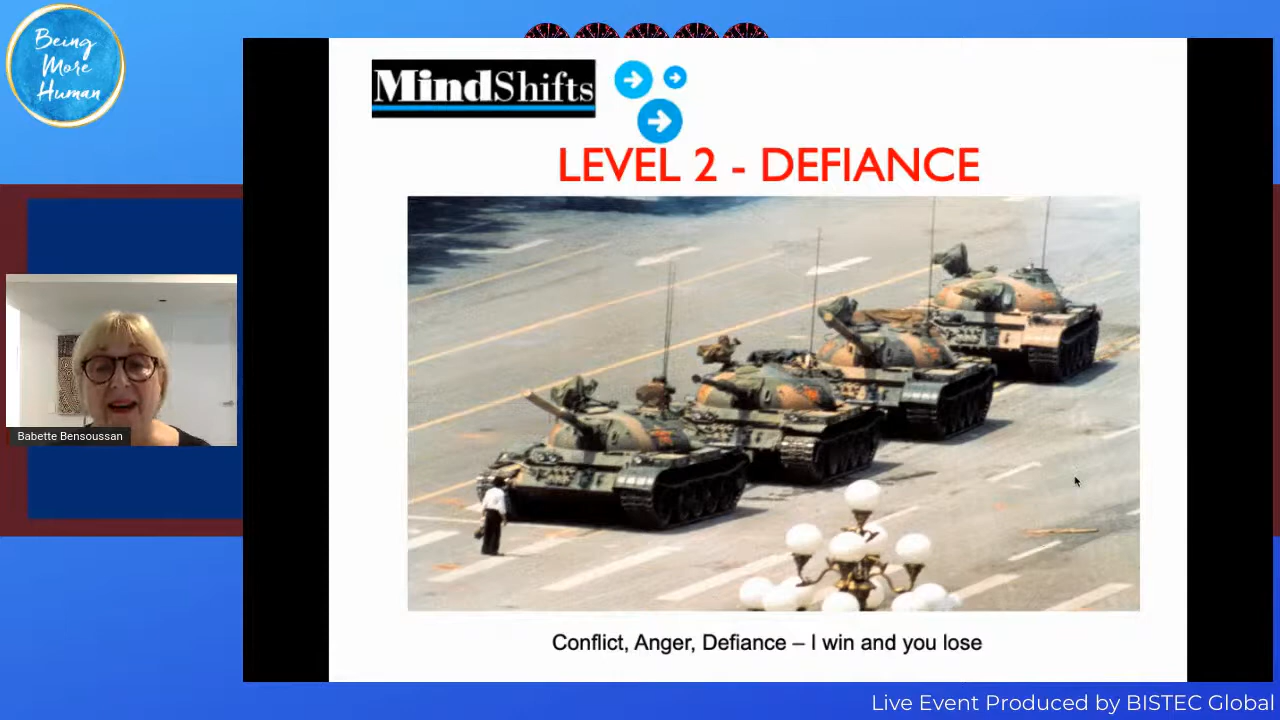 Being
More
Human
MindShifts
LEVEL 2 - DEFIANCE
Babette Bensoussan
Conflict, Anger, Defiance – I win and you lose
Live Event Produced by BISTEC Global